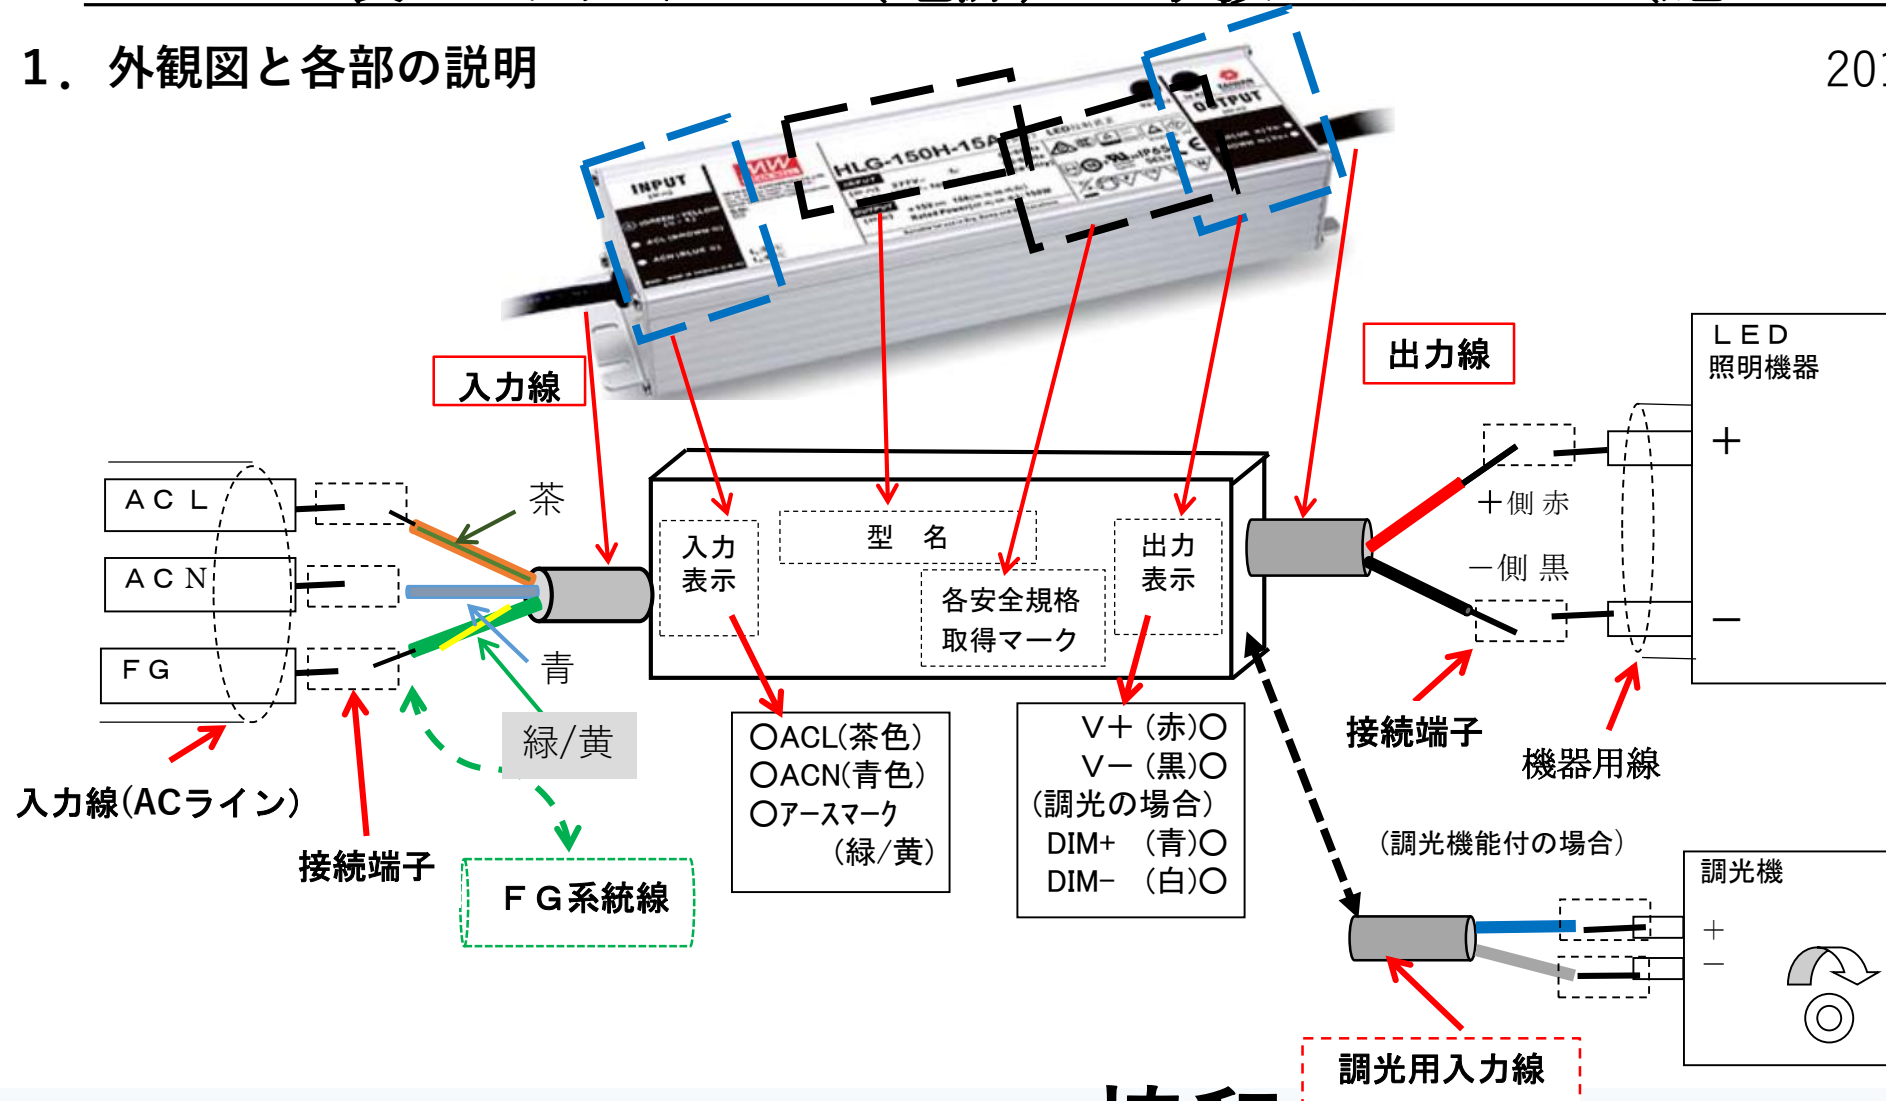 1. 外観図と各部の説明
201
INPUT
MW
HLG-150H-15A
OUTPUT
入力線
出力線
LED
照明機器
+
−
ACL
ACN
FG
茶
青
緑/黄
入力
表示
型 名
各安全規格
取得マーク
出力
表示
+側 赤
−側 黒
接続端子
機器用線
入力線(ACライン)
接続端子
FG系統線
○ACL(茶色)
○ACN(青色)
○アースマーク
(緑/黄)
V+ (赤)○
V− (黒)○
(調光の場合)
DIM+ (青)○
DIM− (白)○
(調光機能付の場合)
調光機
+
−
調光用入力線